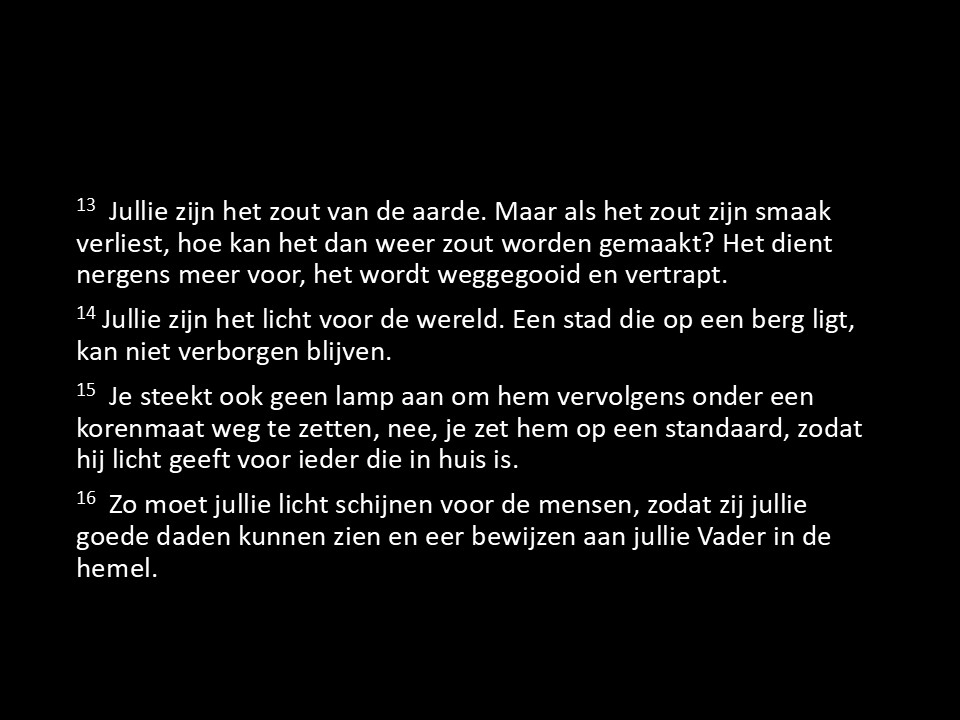 13 Jullie zijn het zout van de aarde. Maar als het zout zijn smaak
verliest, hoe kan het dan weer zout worden gemaakt? Het dient
nergens meer voor, het wordt weggegooid en vertrapt.
14 Jullie zijn het licht voor de wereld. Een stad die op een berg ligt,
kan niet verborgen blijven.
15 Je steekt ook geen lamp aan om hem vervolgens onder een
korenmaat weg te zetten, nee, je zet hem op een standaard, zodat
hij licht geeft voor ieder die in huis is.
16 Zo moet jullie licht schijnen voor de mensen, zodat zij jullie
goede daden kunnen zien en eer bewijzen aan jullie Vader in de
hemel.